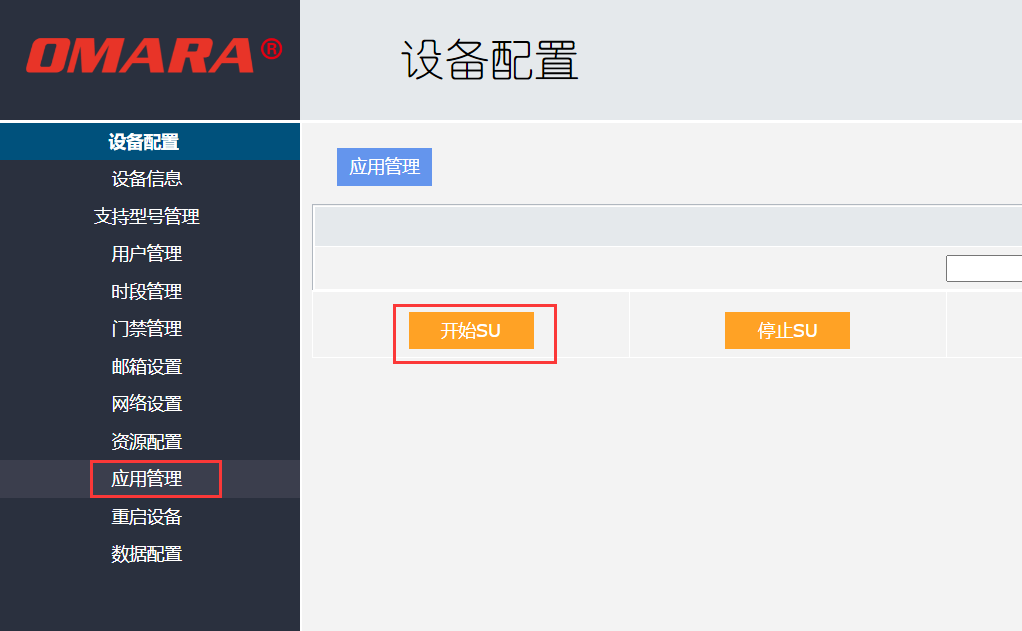 OMARA®
设备配置
设备配置
设备信息
支持型号管理
用户管理
时段管理
门禁管理
邮箱设置
网络设置
资源配置
应用管理
重启设备
数据配置
应用管理
开始SU
停止SU